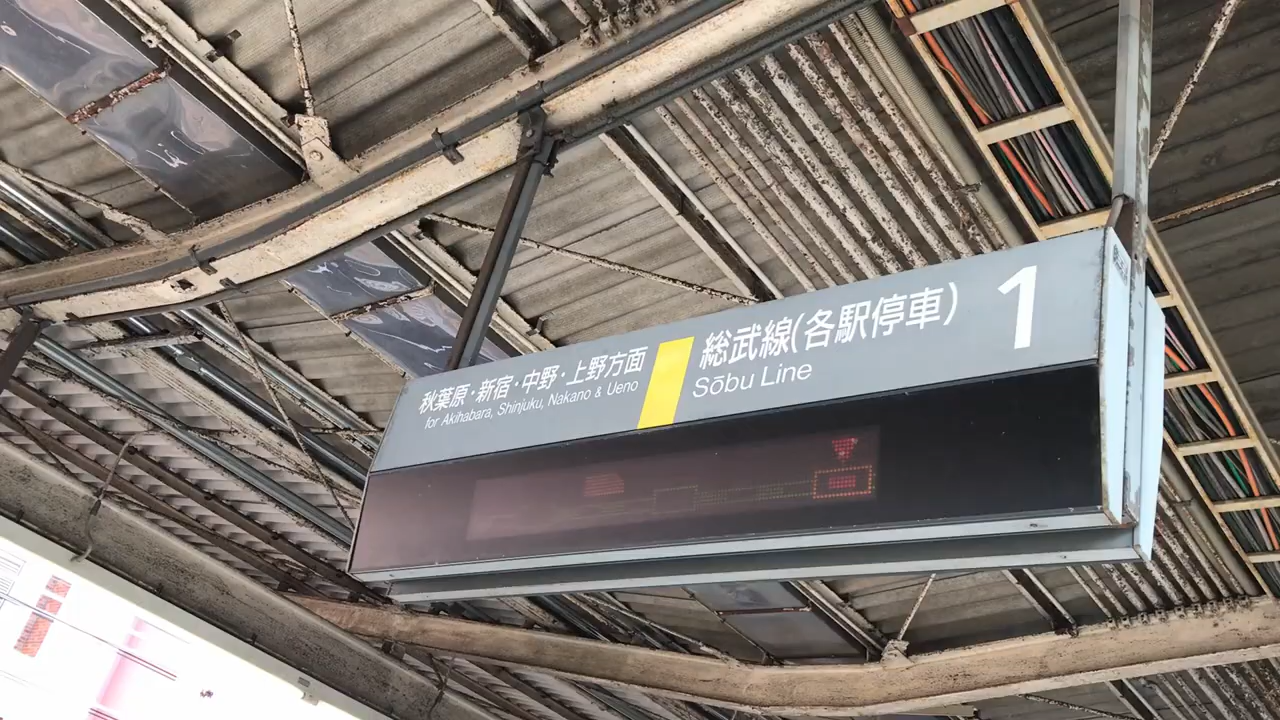 秋葉原・新宿・中野・上野方面
for Akihabara, Shinjuku, Nakano & Ueno
総武線(各駅停車)
Sōbu Line
1